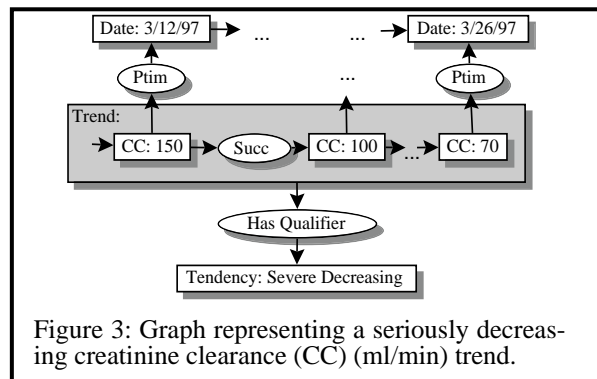 Date: 3/12/97 ... ... Date: 3/26/97
Ptim ... Ptim
Trend:
CC: 150 Succ CC: 100 ... CC: 70
Has Qualifier
Tendency: Severe Decreasing
Figure 3: Graph representing a seriously decreas-
ing creatinine clearance (CC) (ml/min) trend.